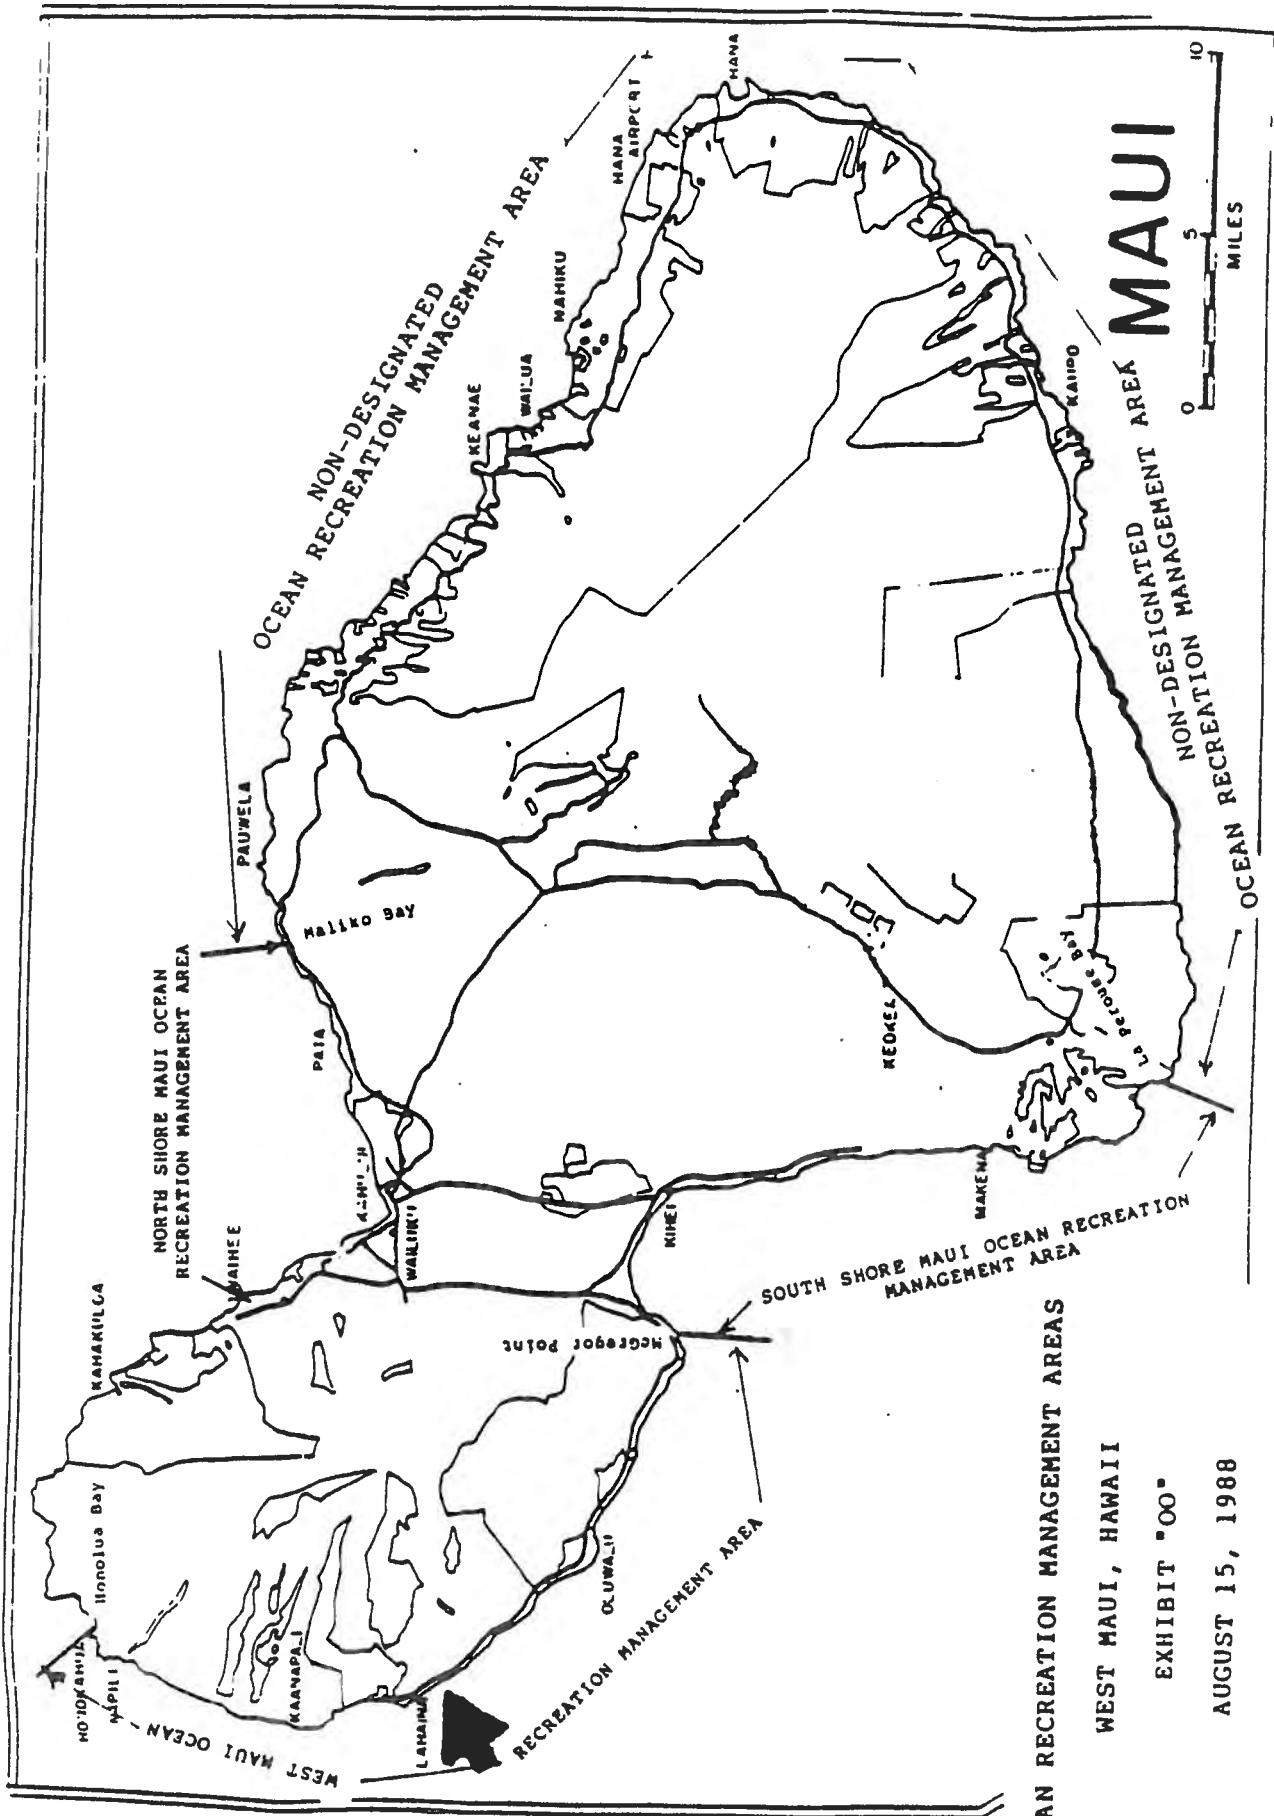 NON-DESIGNATED
OCEAN RECREATION MANAGEMENT AREA
HANA
HANA
AIRPORT
NAHIKU
WAILUA
KEANAE
PAUWELA
Maliko Bay
NORTH SHORE MAUI OCEAN
RECREATION MANAGEMENT AREA
PAIA
WAIHEE
KAHAKULOA
WAILUKU
Honolua Bay
NAPILI
KAANAPALI
WEST MAUI OCEAN
RECREATION MANAGEMENT AREA
OLUWALU
McGregor Point
KIHEI
SOUTH SHORE MAUI OCEAN RECREATION
MANAGEMENT AREA
MAKENA
KEOKEA
La Perouse Bay
KAUPO
NON-DESIGNATED
OCEAN RECREATION MANAGEMENT AREA
MAUI
0 5 10
MILES
AN RECREATION MANAGEMENT AREAS
WEST MAUI, HAWAII
EXHIBIT "OO"
AUGUST 15, 1988